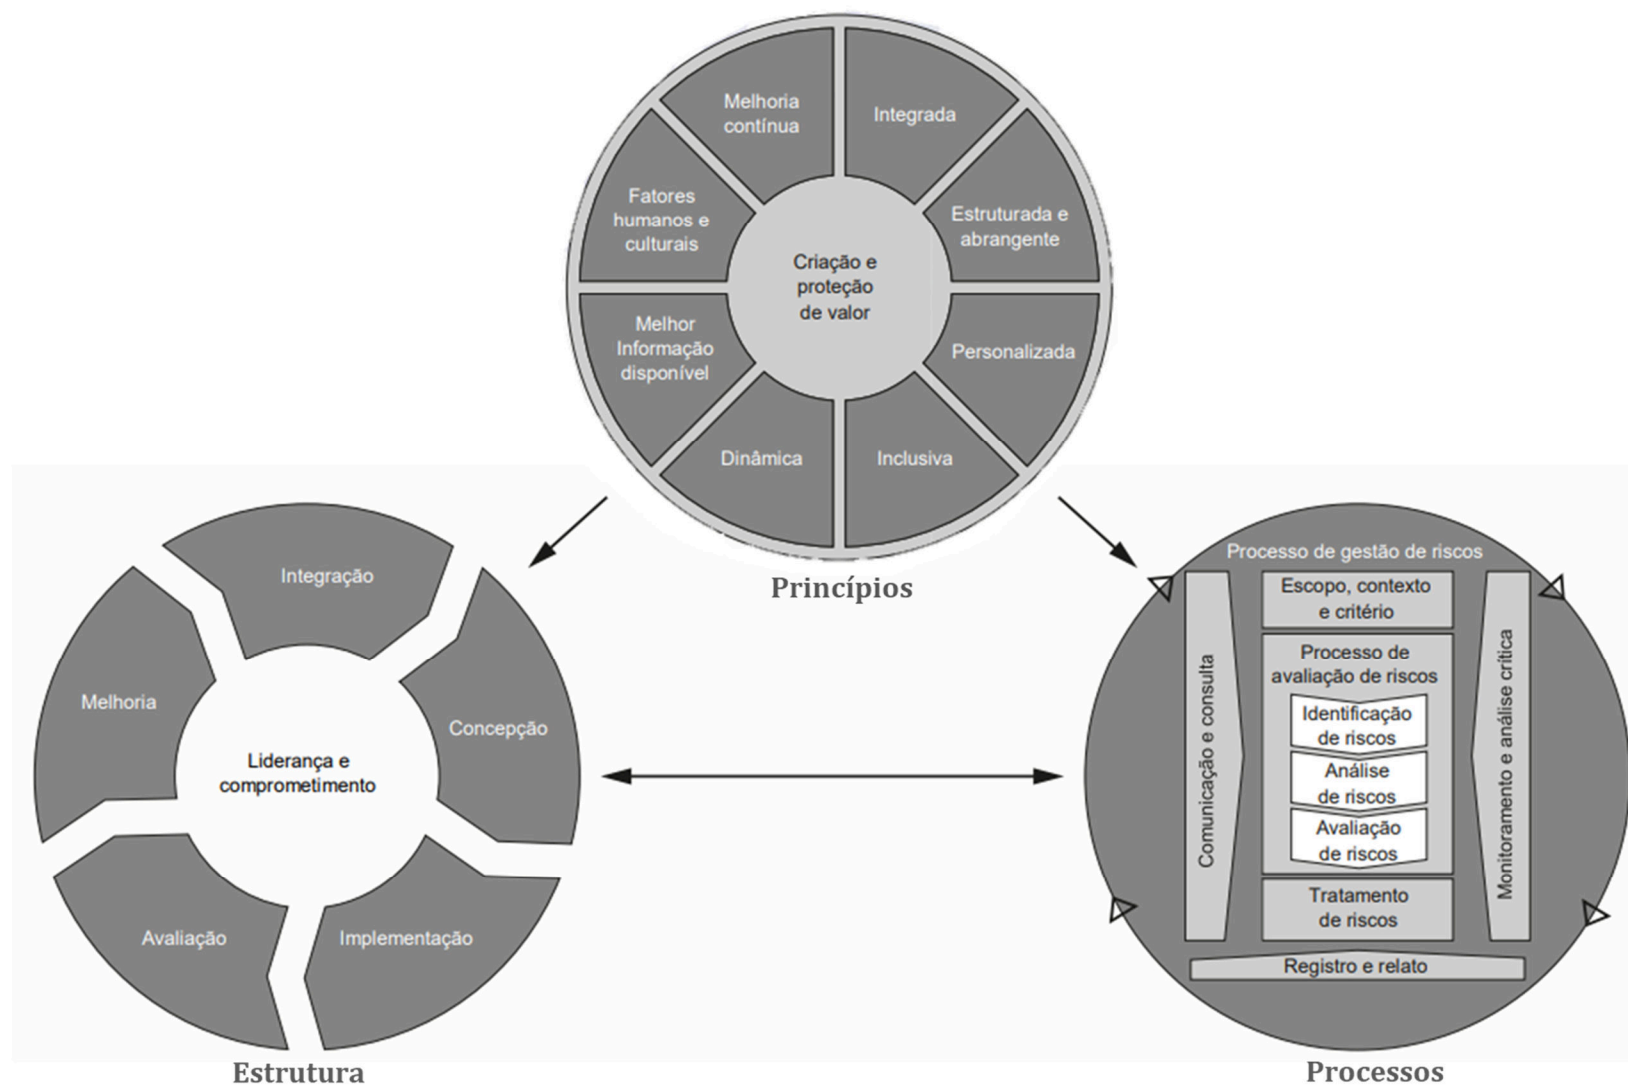 Melhoria
contínua
Integrada
Fatores
humanos e
culturais
Estruturada e
abrangente
Criação e
proteção
de valor
Melhor
Informação
disponível
Personalizada
Dinâmica
Inclusiva
Princípios
Integração
Melhoria
Concepção
Liderança e
comprometimento
Avaliação
Implementação
Estrutura
Processo de gestão de riscos
Comunicação e consulta
Escopo, contexto
e critério
Processo de
avaliação de riscos
Identificação
de riscos
Análise
de riscos
Avaliação
de riscos
Tratamento
de riscos
Monitoramento e análise crítica
Registro e relato
Processos